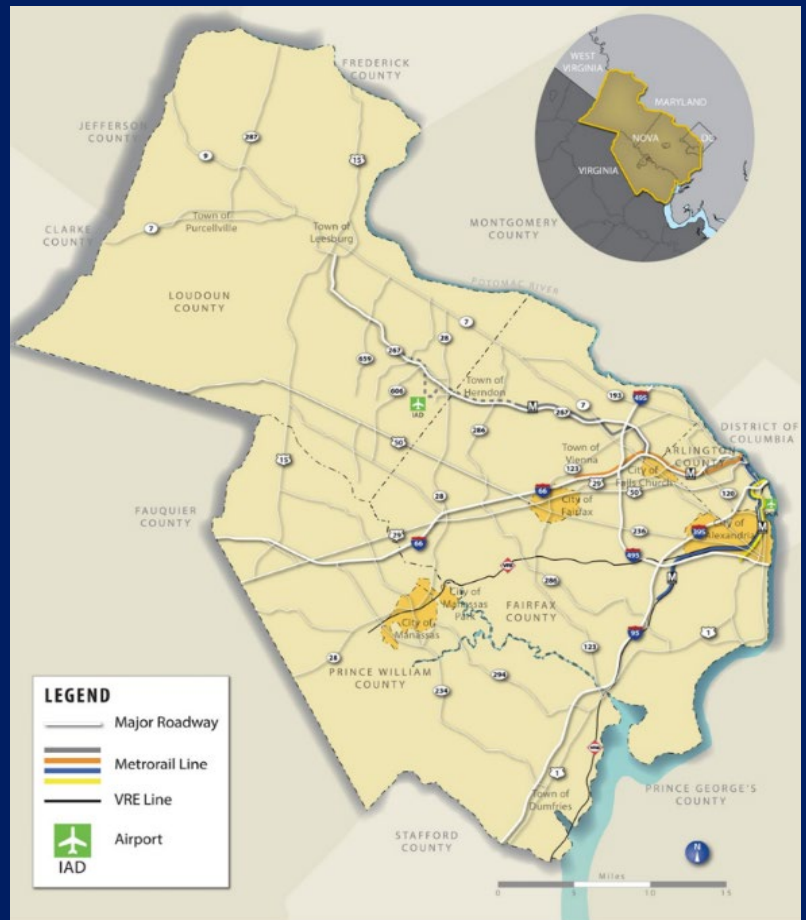 FREDERICK
COUNTY
WEST
VIRGINIA
MARYLAND
NOVA
DC
VIRGINIA
JEFFERSON
COUNTY
287
15
9
Town of
Purcellville
Town of
Leesburg
7
CLARKE
COUNTY
MONTGOMERY
COUNTY
LOUDOUN
COUNTY
POTOMAC RIVER
7
28
267
659
606
IAD
Town of
Herndon
M
267
7
193
495
286
50
15
DISTRICT OF
COLUMBIA
ARLINGTON
COUNTY
Town of
Vienna
123
29
50
M
City of
Falls Church
120
66
City of
Fairfax
28
FAUQUIER
COUNTY
29
66
236
395
City of
Alexandria
M
495
M
VRE
286
City of
Manassas
Park
City of
Manassas
FAIRFAX
COUNTY
95
1
123
28
PRINCE WILLIAM
COUNTY
234
294
VRE
1
Town of
Dumfries
PRINCE GEORGE'S
COUNTY
STAFFORD
COUNTY
LEGEND
Major Roadway
Metrorail Line
VRE Line
Airport
IAD
N
Miles
0 5 10 15